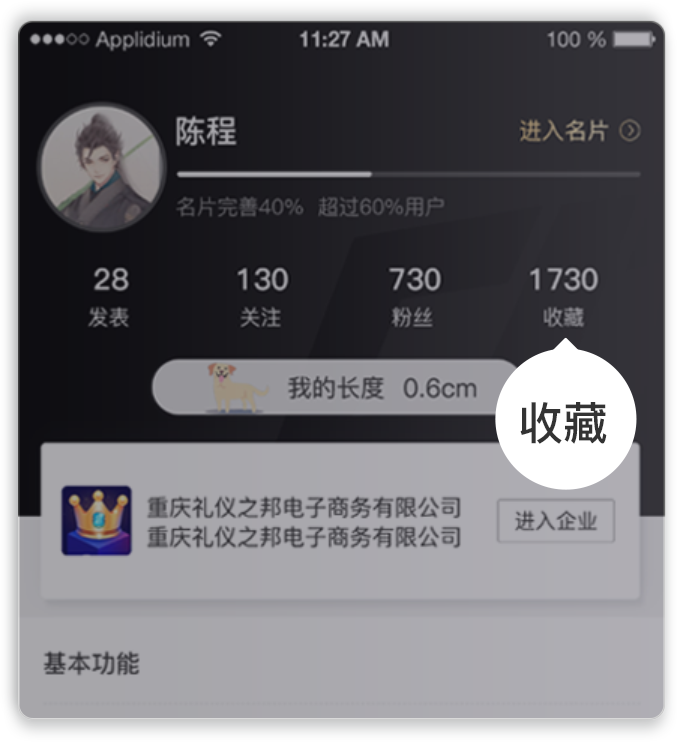 Applidium 11:27 AM 100 %
陈程 进入名片
名片完善40% 超过60%用户
28 130 730 1730
发表 关注 粉丝 收藏
我的长度 0.6cm
收藏
重庆礼仪之邦电子商务有限公司
重庆礼仪之邦电子商务有限公司
进入企业
基本功能